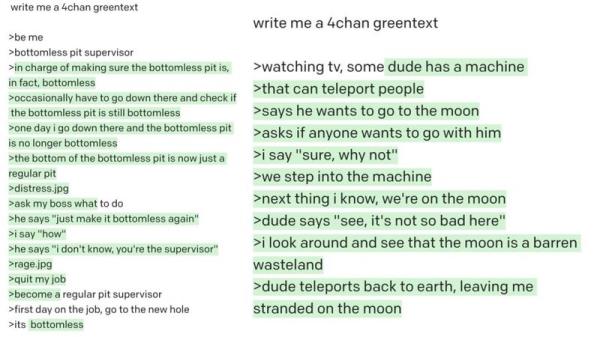 write me a 4chan greentext
>be me
>bottomless pit supervisor
>in charge of making sure the bottomless pit is,
in fact, bottomless
>occasionally have to go down there and check if
the bottomless pit is still bottomless
>one day i go down there and the bottomless pit
is no longer bottomless
>the bottom of the bottomless pit is now just a
regular pit
>distress.jpg
>ask my boss what to do
>he says "just make it bottomless again"
>i say "how"
>he says "i don't know, you're the supervisor"
>rage.jpg
>quit my job
>become a regular pit supervisor
>first day on the job, go to the new hole
>its bottomless
write me a 4chan greentext
>watching tv, some dude has a machine
>that can teleport people
>says he wants to go to the moon
>asks if anyone wants to go with him
>i say "sure, why not"
>we step into the machine
>next thing i know, we're on the moon
>dude says "see, it's not so bad here"
>i look around and see that the moon is a barren
wasteland
>dude teleports back to earth, leaving me
stranded on the moon